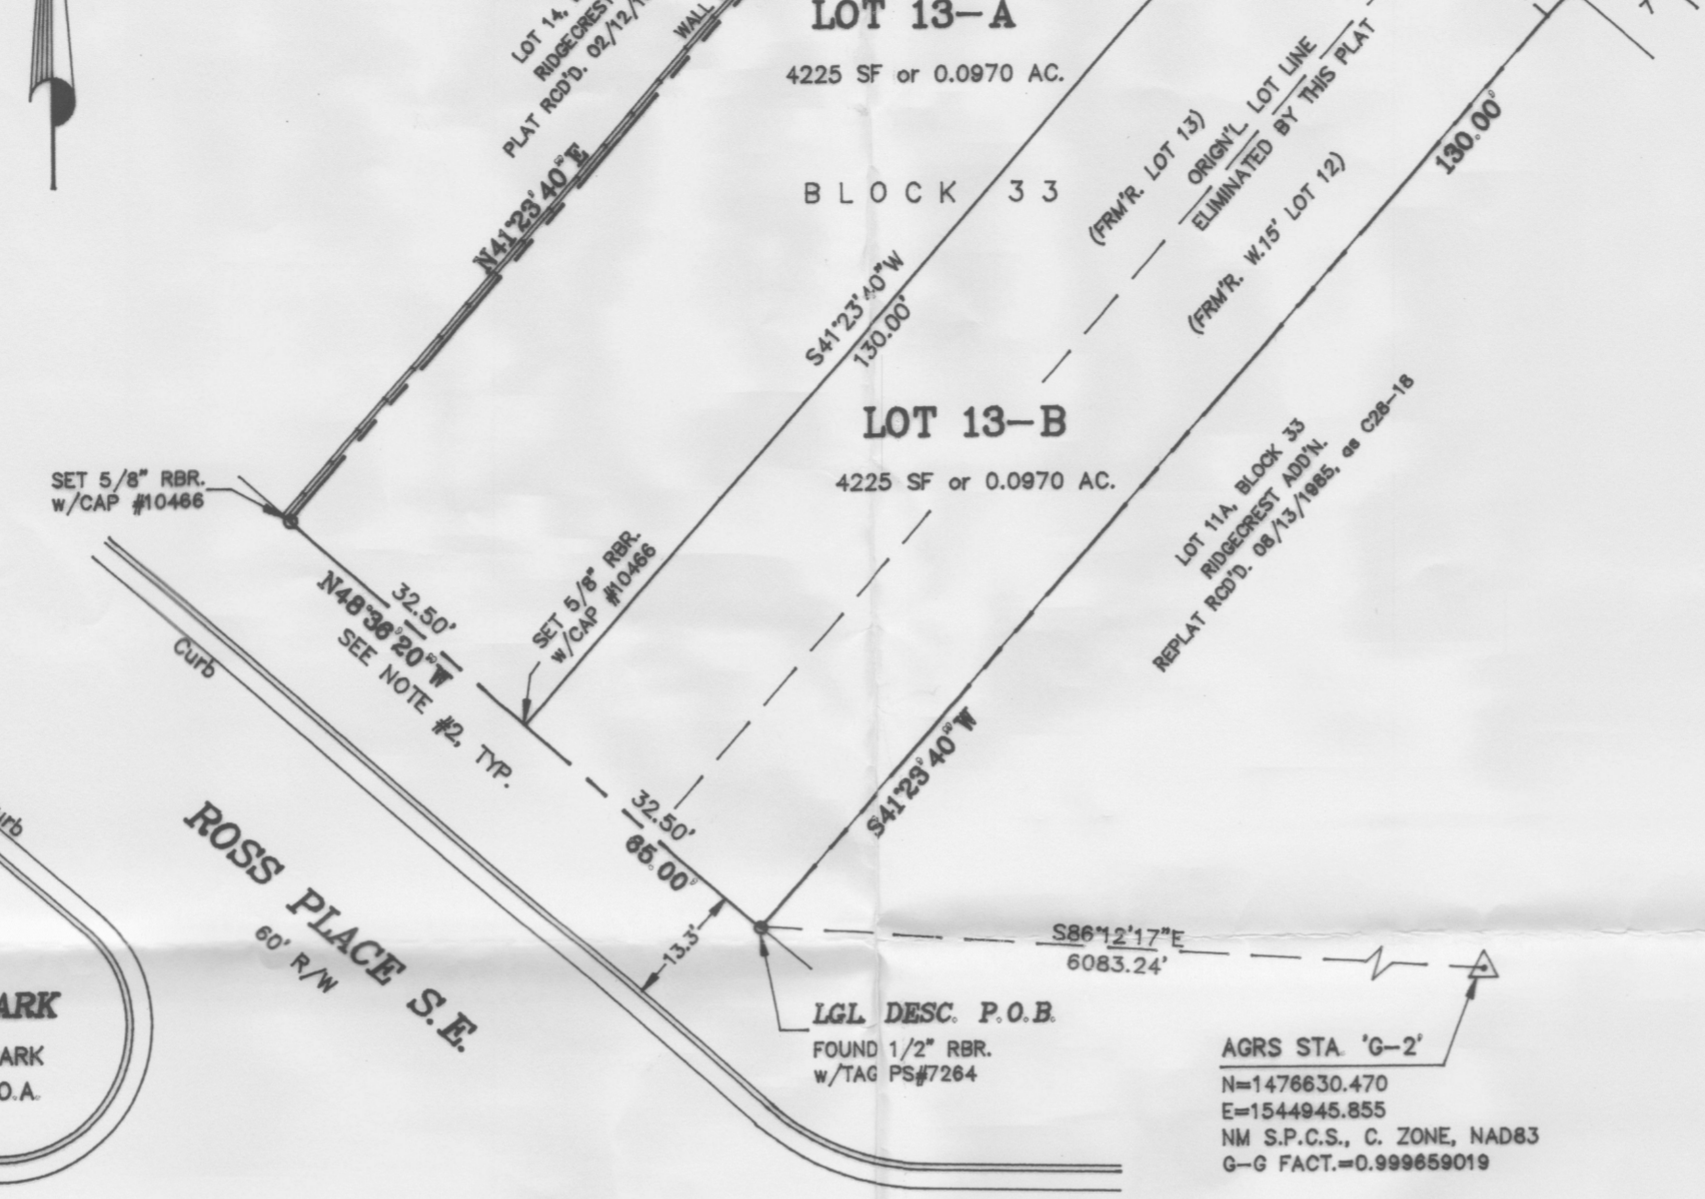 LOT 13-A
4225 SF or 0.0970 AC.
LOT 14,
RIDGECREST
PLAT RCD'D. 02/12/
WALL
N41°23'40"E
BLOCK 33
S41°23'40"W
130.00'
(FRM'R. LOT 13)
ORIGN'L. LOT LINE
ELIMINATED BY THIS PLAT
(FRM'R. W.15' LOT 12)
130.00'
LOT 13-B
4225 SF or 0.0970 AC.
LOT 11A, BLOCK 33
RIDGECREST ADD'N.
REPLAT RCD'D. 08/13/1985, as C28-18
SET 5/8" RBR.
w/CAP #10466
SET 5/8" RBR.
w/CAP #10466
32.50'
N48°36'20"W
SEE NOTE #2, TYP.
Curb
S41°23'40"W
32.50'
65.00'
ROSS PLACE S.E.
60' R/W
13.3'
S86°12'17"E
6083.24'
LGL. DESC. P.O.B.
FOUND 1/2" RBR.
w/TAG PS#7264
AGRS STA. 'G-2'
N=1476630.470
E=1544945.855
NM S.P.C.S., C. ZONE, NAD83
G-G FACT.=0.999659019
urb
ARK
ARK
O.A.
7